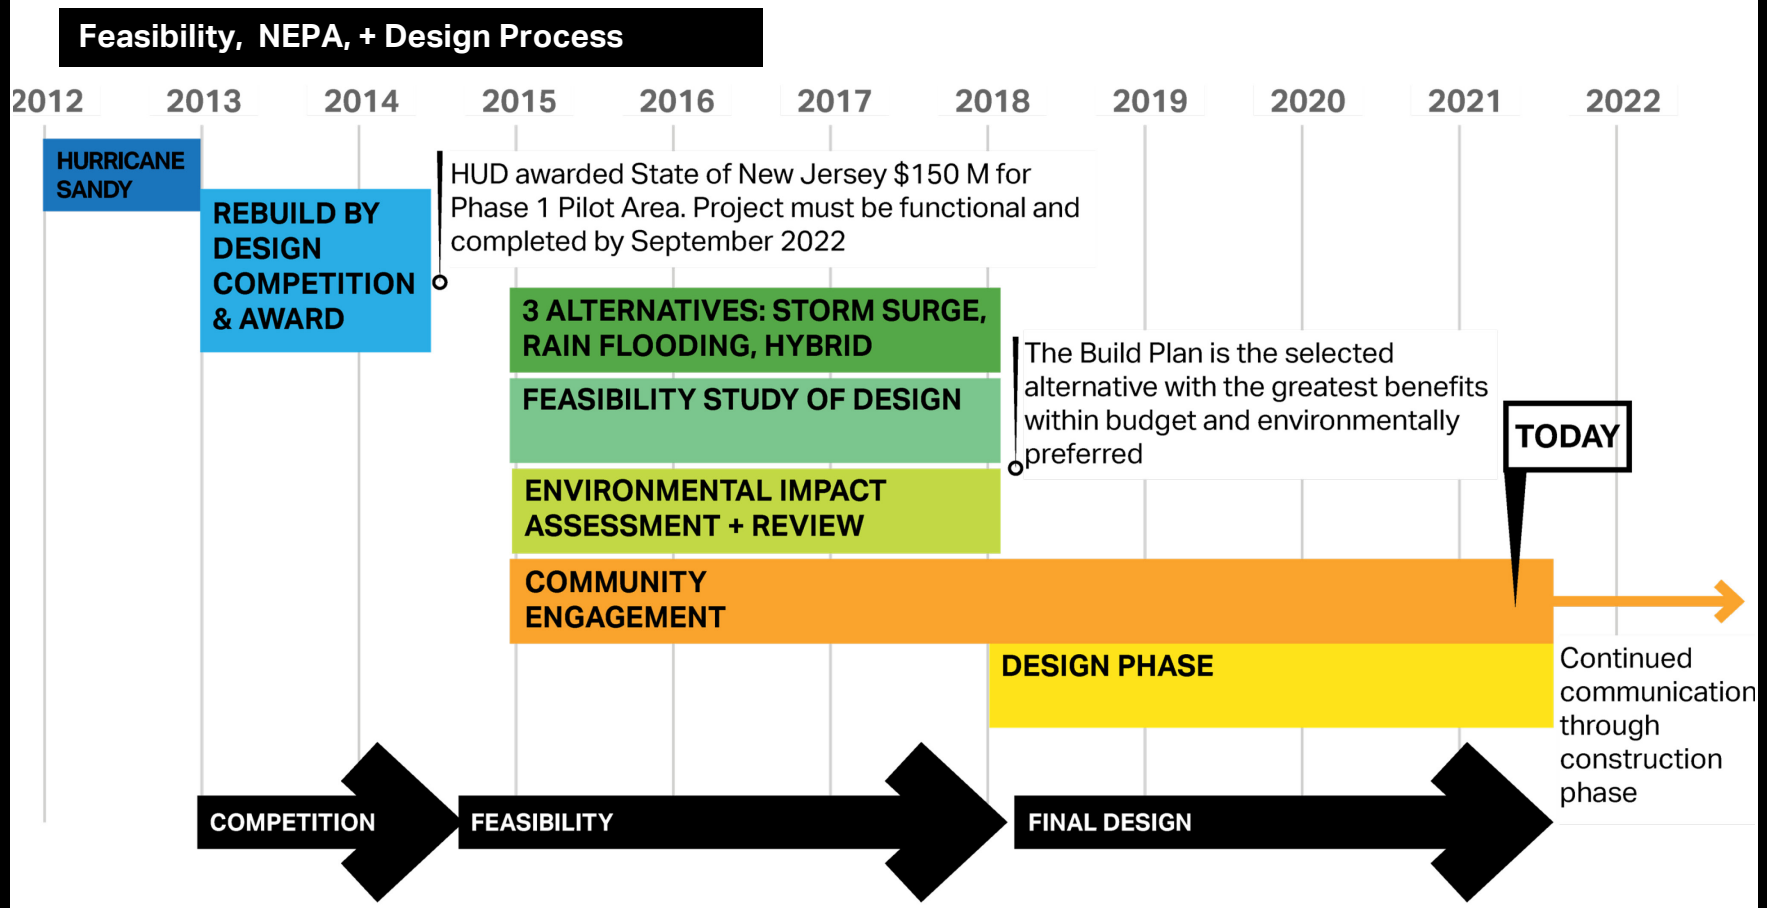 Feasibility, NEPA, + Design Process
2012 2013 2014 2015 2016 2017 2018 2019 2020 2021 2022
HURRICANE
SANDY
REBUILD BY
DESIGN
COMPETITION
& AWARD
HUD awarded State of New Jersey $150 M for
Phase 1 Pilot Area. Project must be functional and
completed by September 2022
3 ALTERNATIVES: STORM SURGE,
RAIN FLOODING, HYBRID
The Build Plan is the selected
alternative with the greatest benefits
within budget and environmentally
preferred
FEASIBILITY STUDY OF DESIGN
TODAY
ENVIRONMENTAL IMPACT
ASSESSMENT + REVIEW
COMMUNITY
ENGAGEMENT
DESIGN PHASE
Continued
communication
through
construction
phase
COMPETITION
FEASIBILITY
FINAL DESIGN